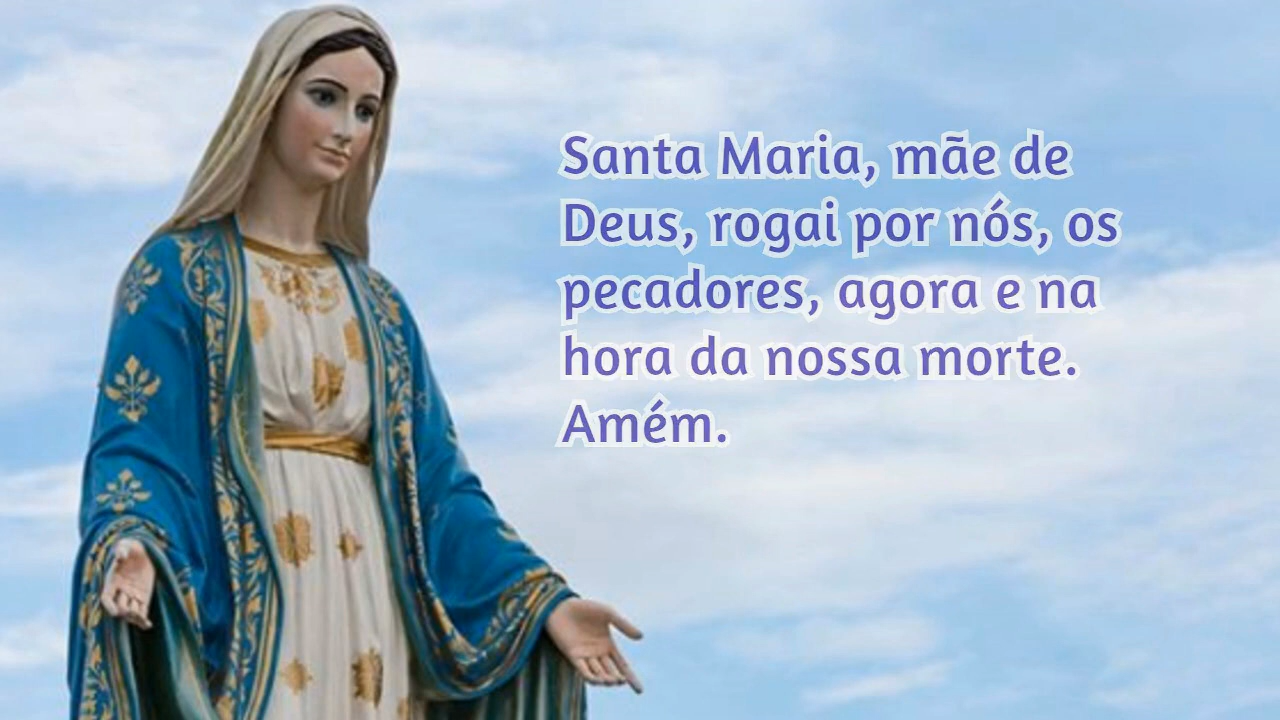 Santa Maria, mãe de
Deus, rogai por nós, os
pecadores, agora e na
hora da nossa morte.
Amém.